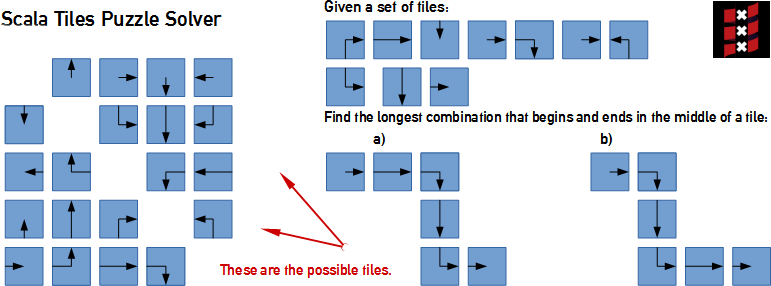 Scala Tiles Puzzle Solver
Given a set of tiles:
Find the longest combination that begins and ends in the middle of a tile:
a)
b)
These are the possible tiles.